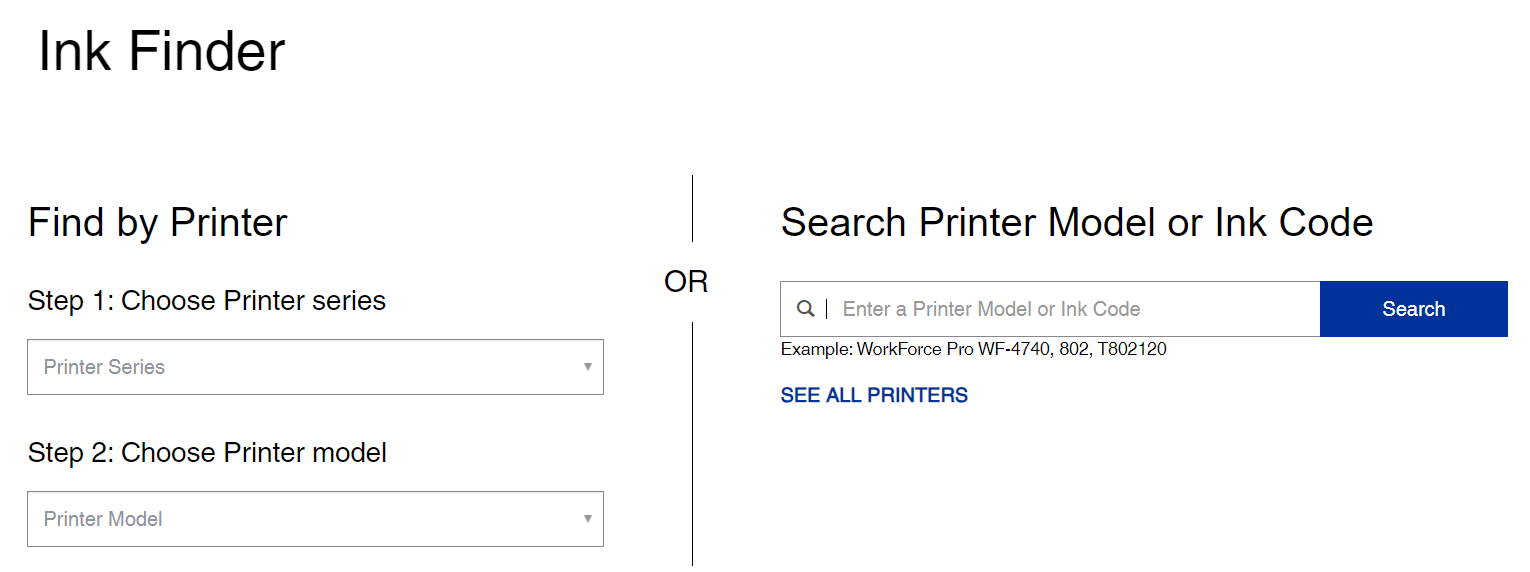 Ink Finder
Find by Printer
Step 1: Choose Printer series
Printer Series
Step 2: Choose Printer model
Printer Model
OR
Search Printer Model or Ink Code
Enter a Printer Model or Ink Code
Search
Example: WorkForce Pro WF-4740, 802, T802120
SEE ALL PRINTERS